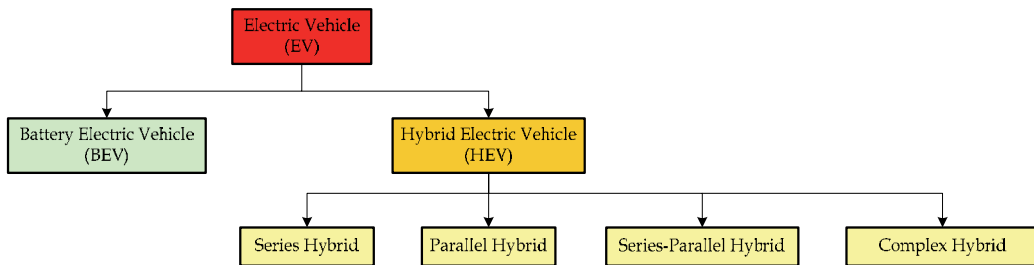 Electric Vehicle
(EV)
Battery Electric Vehicle
(BEV)
Hybrid Electric Vehicle
(HEV)
Series Hybrid
Parallel Hybrid
Series-Parallel Hybrid
Complex Hybrid